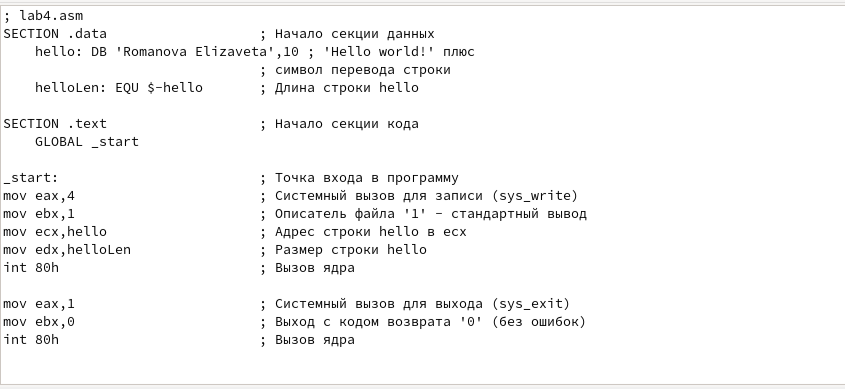 ; lab4.asm
SECTION .data                   ; Начало секции данных
    hello: DB 'Romanova Elizaveta',10 ; 'Hello world!' плюс
                                ; символ перевода строки
    helloLen: EQU $-hello       ; Длина строки hello

SECTION .text                   ; Начало секции кода
    GLOBAL _start

_start:                         ; Точка входа в программу
mov eax,4                       ; Системный вызов для записи (sys_write)
mov ebx,1                       ; Описатель файла '1' - стандартный вывод
mov ecx,hello                   ; Адрес строки hello в ecx
mov edx,helloLen                ; Размер строки hello
int 80h                         ; Вызов ядра

mov eax,1                       ; Системный вызов для выхода (sys_exit)
mov ebx,0                       ; Выход с кодом возврата '0' (без ошибок)
int 80h                         ; Вызов ядра